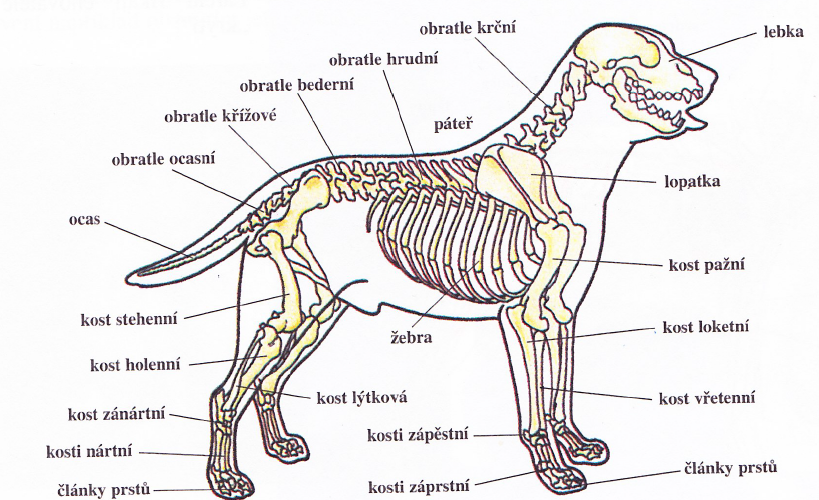 obratle krční
lebka
obratle hrudní
obratle bederní
obratle křížové
páteř
obratle ocasní
lopatka
ocas
kost pažní
kost stehenní
žebra
kost loketní
kost holenní
kost lýtková
kost vřetenní
kost zánártní
kosti zápěstní
kosti nártní
články prstů
kosti záprstní
články prstů